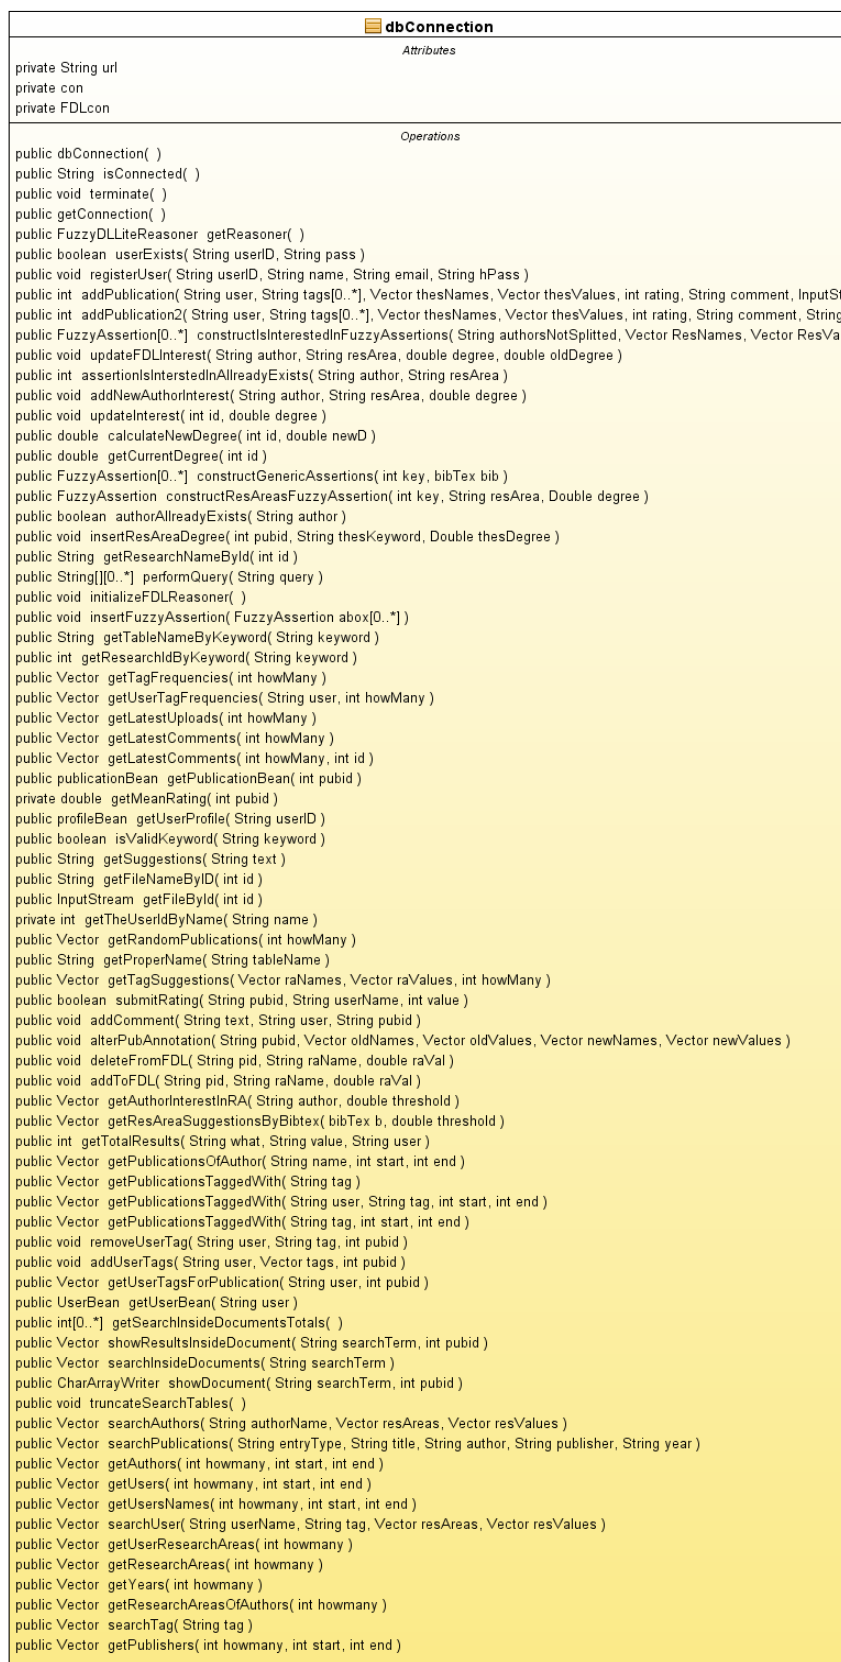 dbConnection
Attributes
private String url
private con
private FDLcon
Operations
public dbConnection( )
public String isConnected( )
public void terminate( )
public getConnection( )
public FuzzyDLLiteReasoner getReasoner( )
public boolean userExists( String userID, String pass )
public void registerUser( String userID, String name, String email, String hPass )
public int addPublication( String user, String tags[0..*], Vector thesNames, Vector thesValues, int rating, String comment, InputSt
public int addPublication2( String user, String tags[0..*], Vector thesNames, Vector thesValues, int rating, String comment, String
public FuzzyAssertion[0..*] constructIsInterestedInFuzzyAssertions( String authorsNotSplitted, Vector ResNames, Vector ResVa
public void updateFDLInterest( String author, String resArea, double degree, double oldDegree )
public int assertionIsInterstedInAllreadyExists( String author, String resArea )
public void addNewAuthorInterest( String author, String resArea, double degree )
public void updateInterest( int id, double degree )
public double calculateNewDegree( int id, double newD )
public double getCurrentDegree( int id )
public FuzzyAssertion[0..*] constructGenericAssertions( int key, bibTex bib )
public FuzzyAssertion constructResAreasFuzzyAssertion( int key, String resArea, Double degree )
public boolean authorAllreadyExists( String author )
public void insertResAreaDegree( int pubid, String thesKeyword, Double thesDegree )
public String getResearchNameById( int id )
public String[][0..*] performQuery( String query )
public void initializeFDLReasoner( )
public void insertFuzzyAssertion( FuzzyAssertion abox[0..*] )
public String getTableNameByKeyword( String keyword )
public int getResearchIdByKeyword( String keyword )
public Vector getTagFrequencies( int howMany )
public Vector getUserTagFrequencies( String user, int howMany )
public Vector getLatestUploads( int howMany )
public Vector getLatestComments( int howMany )
public Vector getLatestComments( int howMany, int id )
public publicationBean getPublicationBean( int pubid )
private double getMeanRating( int pubid )
public profileBean getUserProfile( String userID )
public boolean isValidKeyword( String keyword )
public String getSuggestions( String text )
public String getFileNameByID( int id )
public InputStream getFileById( int id )
private int getTheUserIdByName( String name )
public Vector getRandomPublications( int howMany )
public String getProperName( String tableName )
public Vector getTagSuggestions( Vector raNames, Vector raValues, int howMany )
public boolean submitRating( String pubid, String userName, int value )
public void addComment( String text, String user, String pubid )
public void alterPubAnnotation( String pubid, Vector oldNames, Vector oldValues, Vector newNames, Vector newValues )
public void deleteFromFDL( String pid, String raName, double raVal )
public void addToFDL( String pid, String raName, double raVal )
public Vector getAuthorInterestInRA( String author, double threshold )
public Vector getResAreaSuggestionsByBibtex( bibTex b, double threshold )
public int getTotalResults( String what, String value, String user )
public Vector getPublicationsOfAuthor( String name, int start, int end )
public Vector getPublicationsTaggedWith( String tag )
public Vector getPublicationsTaggedWith( String user, String tag, int start, int end )
public Vector getPublicationsTaggedWith( String tag, int start, int end )
public void removeUserTag( String user, String tag, int pubid )
public void addUserTags( String user, Vector tags, int pubid )
public Vector getUserTagsForPublication( String user, int pubid )
public UserBean getUserBean( String user )
public int[0..*] getSearchInsideDocumentsTotals( )
public Vector showResultsInsideDocument( String searchTerm, int pubid )
public Vector searchInsideDocuments( String searchTerm )
public CharArrayWriter showDocument( String searchTerm, int pubid )
public void truncateSearchTables( )
public Vector searchAuthors( String authorName, Vector resAreas, Vector resValues )
public Vector searchPublications( String entryType, String title, String author, String publisher, String year )
public Vector getAuthors( int howmany, int start, int end )
public Vector getUsers( int howmany, int start, int end )
public Vector getUsersNames( int howmany, int start, int end )
public Vector searchUser( String userName, String tag, Vector resAreas, Vector resValues )
public Vector getUserResearchAreas( int howmany )
public Vector getResearchAreas( int howmany )
public Vector getYears( int howmany )
public Vector getResearchAreasOfAuthors( int howmany )
public Vector searchTag( String tag )
public Vector getPublishers( int howmany, int start, int end )